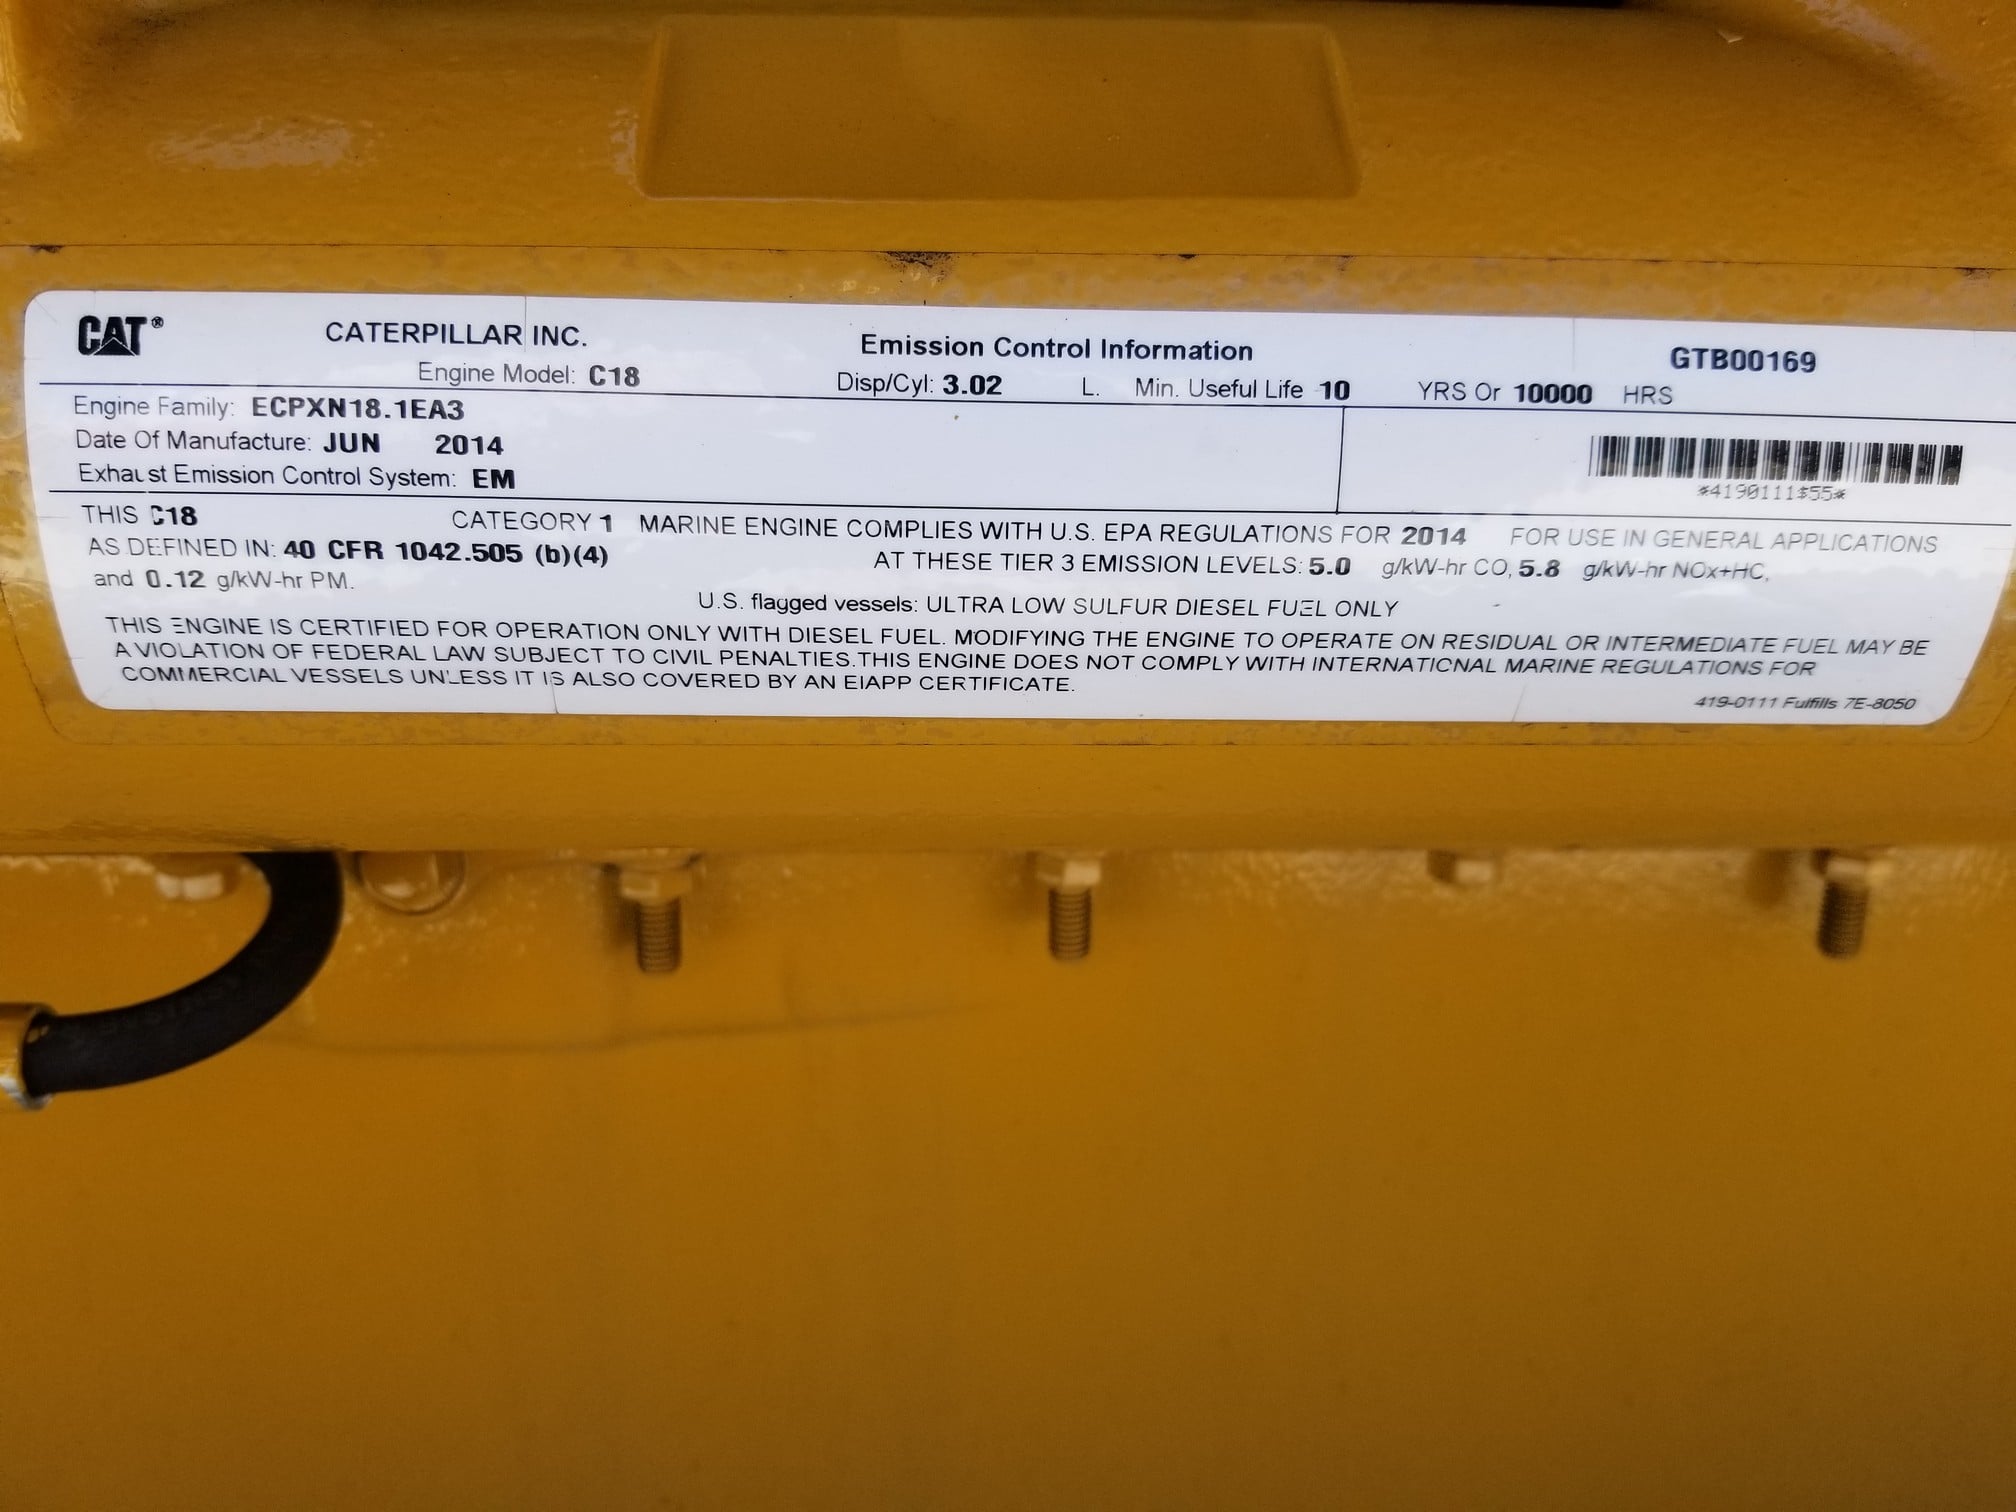 CAT® CATERPILLAR INC. Emission Control Information GTB00169
Engine Model: C18 Disp/Cyl: 3.02 L. Min. Useful Life 10 YRS Or 10000 HRS
Engine Family: ECPXN18.1EA3
Date Of Manufacture: JUN 2014
Exhaust Emission Control System: EM
*4190111$55*
THIS C18 CATEGORY 1 MARINE ENGINE COMPLIES WITH U.S. EPA REGULATIONS FOR 2014 FOR USE IN GENERAL APPLICATIONS
AS DEFINED IN: 40 CFR 1042.505 (b)(4) AT THESE TIER 3 EMISSION LEVELS: 5.0 g/kW-hr CO, 5.8 g/kW-hr NOx+HC,
and 0.12 g/kW-hr PM.
U.S. flagged vessels: ULTRA LOW SULFUR DIESEL FUEL ONLY
THIS ENGINE IS CERTIFIED FOR OPERATION ONLY WITH DIESEL FUEL. MODIFYING THE ENGINE TO OPERATE ON RESIDUAL OR INTERMEDIATE FUEL MAY BE
A VIOLATION OF FEDERAL LAW SUBJECT TO CIVIL PENALTIES.THIS ENGINE DOES NOT COMPLY WITH INTERNATIONAL MARINE REGULATIONS FOR
COMMERCIAL VESSELS UNLESS IT IS ALSO COVERED BY AN EIAPP CERTIFICATE.
419-0111 Fulfills 7E-8050